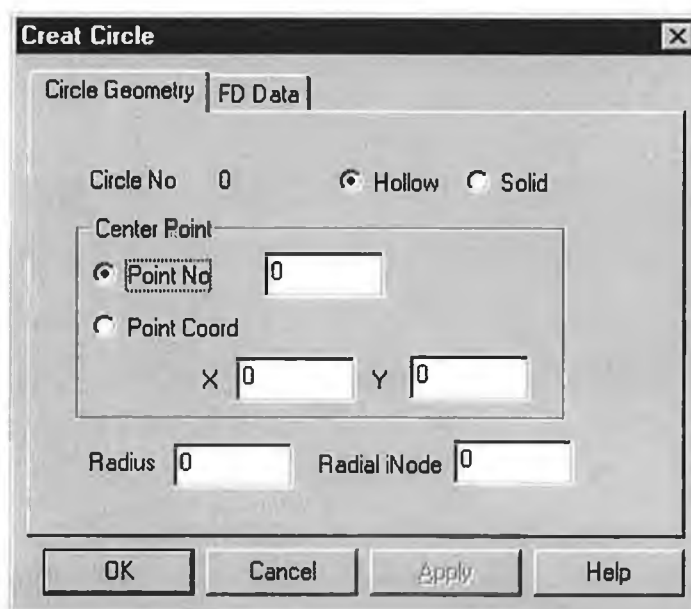 Creat Circle
Circle Geometry FD Data
Circle No 0 Hollow Solid
Center Point
Point No 0
Point Coord
X 0 Y 0
Radius 0 Radial iNode 0
OK Cancel Apply Help